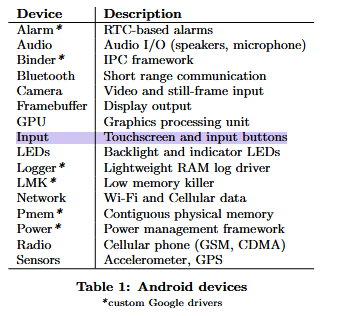 Device Description
Alarm* RTC-based alarms
Audio Audio I/O (speakers, microphone)
Binder* IPC framework
Bluetooth Short range communication
Camera Video and still-frame input
Framebuffer Display output
GPU Graphics processing unit
Input Touchscreen and input buttons
LEDs Backlight and indicator LEDs
Logger* Lightweight RAM log driver
LMK* Low memory killer
Network Wi-Fi and Cellular data
Pmem* Contiguous physical memory
Power* Power management framework
Radio Cellular phone (GSM, CDMA)
Sensors Accelerometer, GPS
Table 1: Android devices
*custom Google drivers